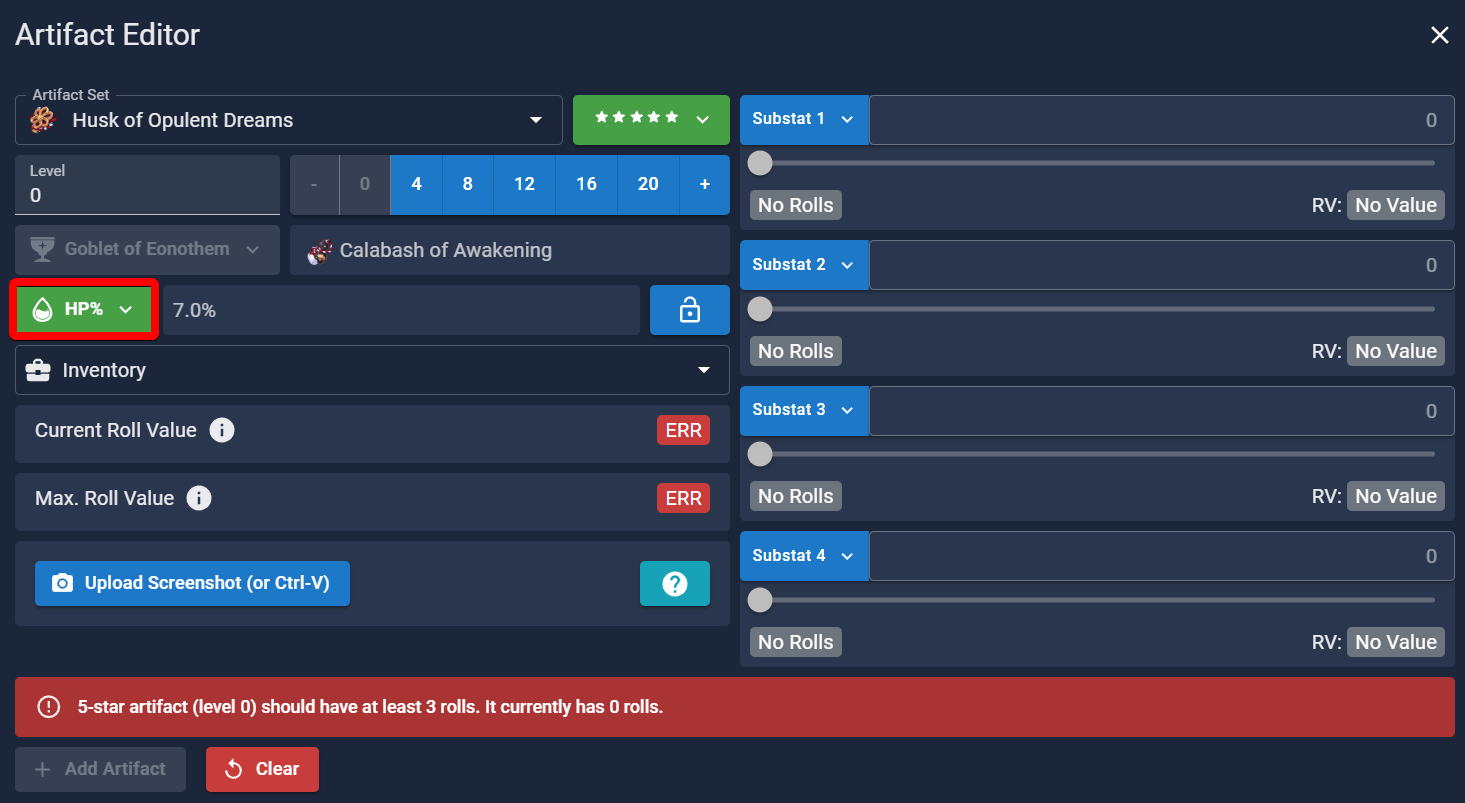 Artifact Editor
Artifact Set
Husk of Opulent Dreams
Level
0
- 0 4 8 12 16 20 +
Goblet of Eonothem
Calabash of Awakening
HP%
7.0%
Inventory
Current Roll Value
ERR
Max. Roll Value
ERR
Upload Screenshot (or Ctrl-V)
Substat 1
0
No Rolls
RV: No Value
Substat 2
0
No Rolls
RV: No Value
Substat 3
0
No Rolls
RV: No Value
Substat 4
0
No Rolls
RV: No Value
5-star artifact (level 0) should have at least 3 rolls. It currently has 0 rolls.
+ Add Artifact
Clear